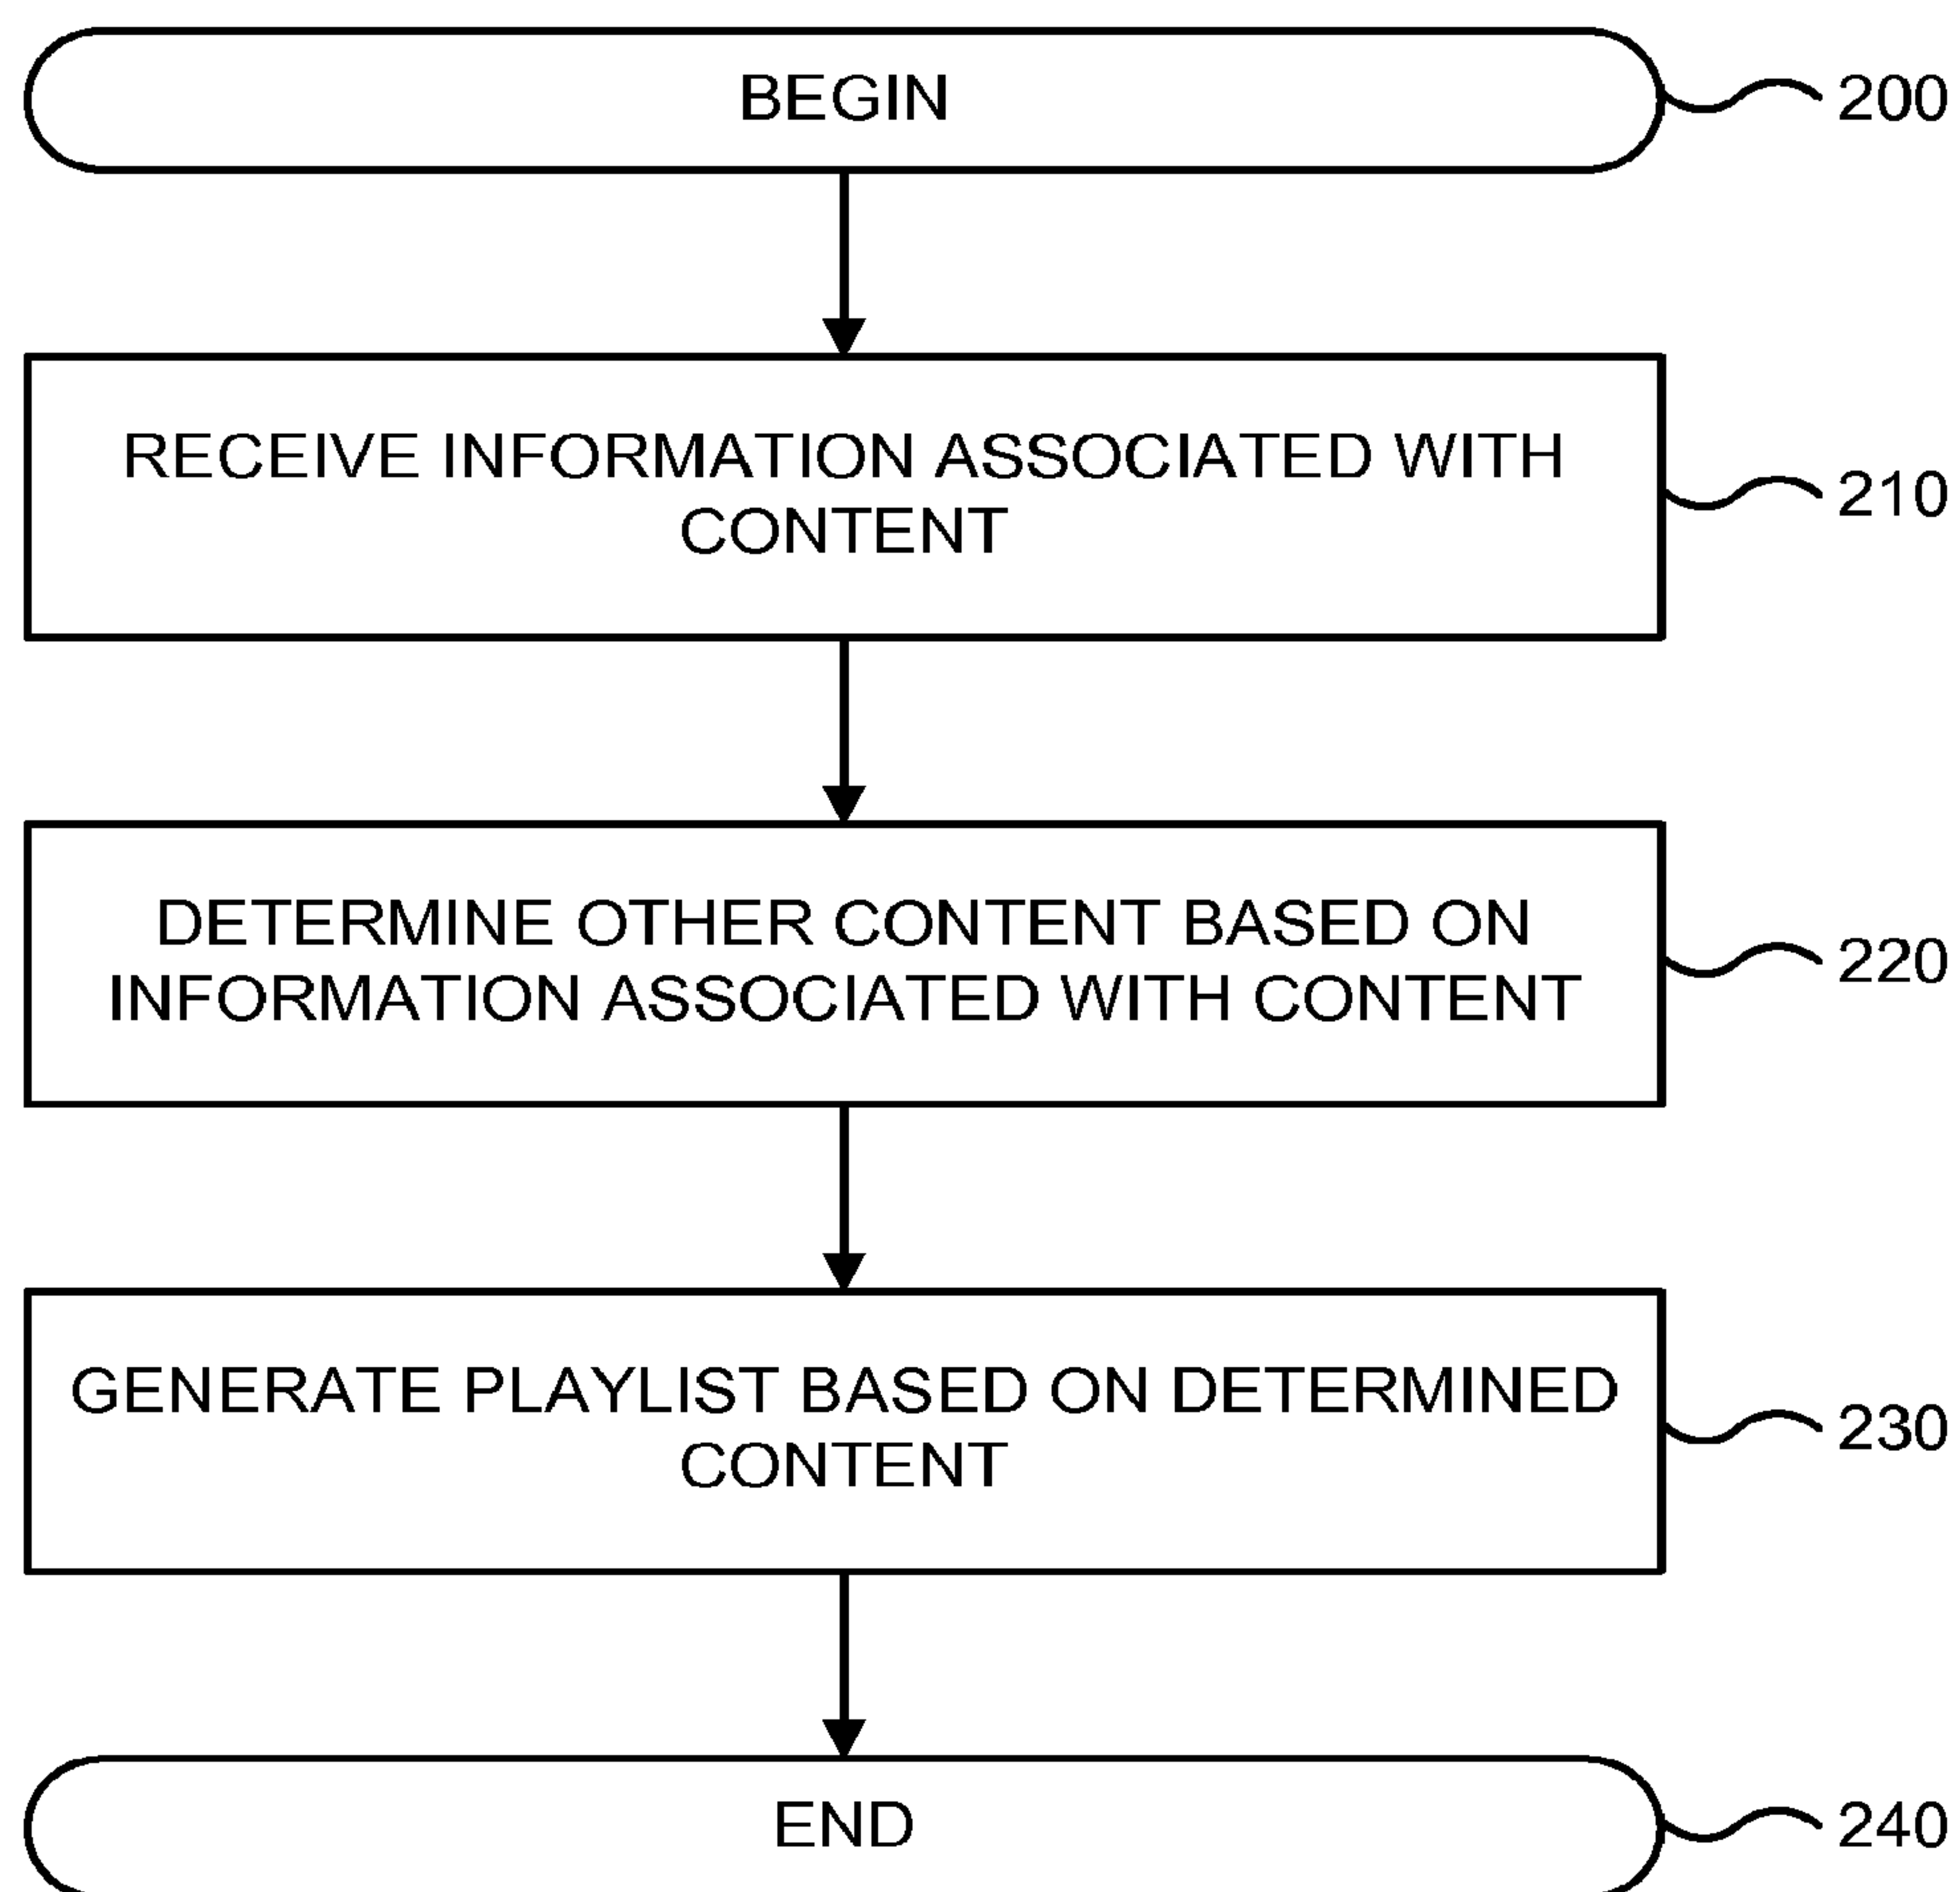 BEGIN
200
RECEIVE INFORMATION ASSOCIATED WITH
CONTENT
210
DETERMINE OTHER CONTENT BASED ON
INFORMATION ASSOCIATED WITH CONTENT
220
GENERATE PLAYLIST BASED ON DETERMINED
CONTENT
230
END
240